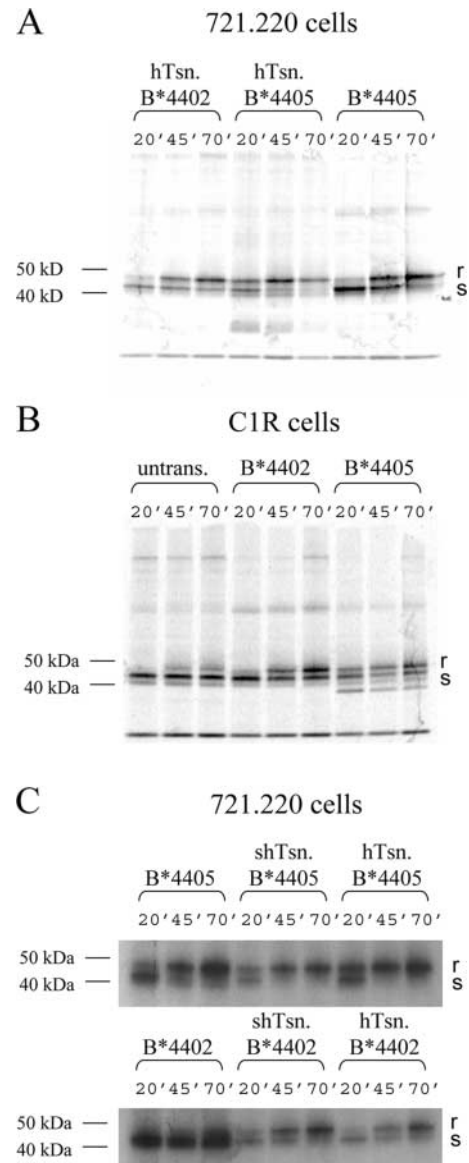 A
721.220 cells
hTsn. hTsn.
B*4402 B*4405 B*4405
20' 45' 70' 20' 45' 70' 20' 45' 70'
50 kD r
40 kD s
B
C1R cells
untrans. B*4402 B*4405
20' 45' 70' 20' 45' 70' 20' 45' 70'
50 kDa r
40 kDa s
C
721.220 cells
shTsn. hTsn.
B*4405 B*4405 B*4405
20' 45' 70' 20' 45' 70' 20' 45' 70'
50 kDa r
40 kDa s
shTsn. hTsn.
B*4402 B*4402 B*4402
20' 45' 70' 20' 45' 70' 20' 45' 70'
50 kDa r
40 kDa s